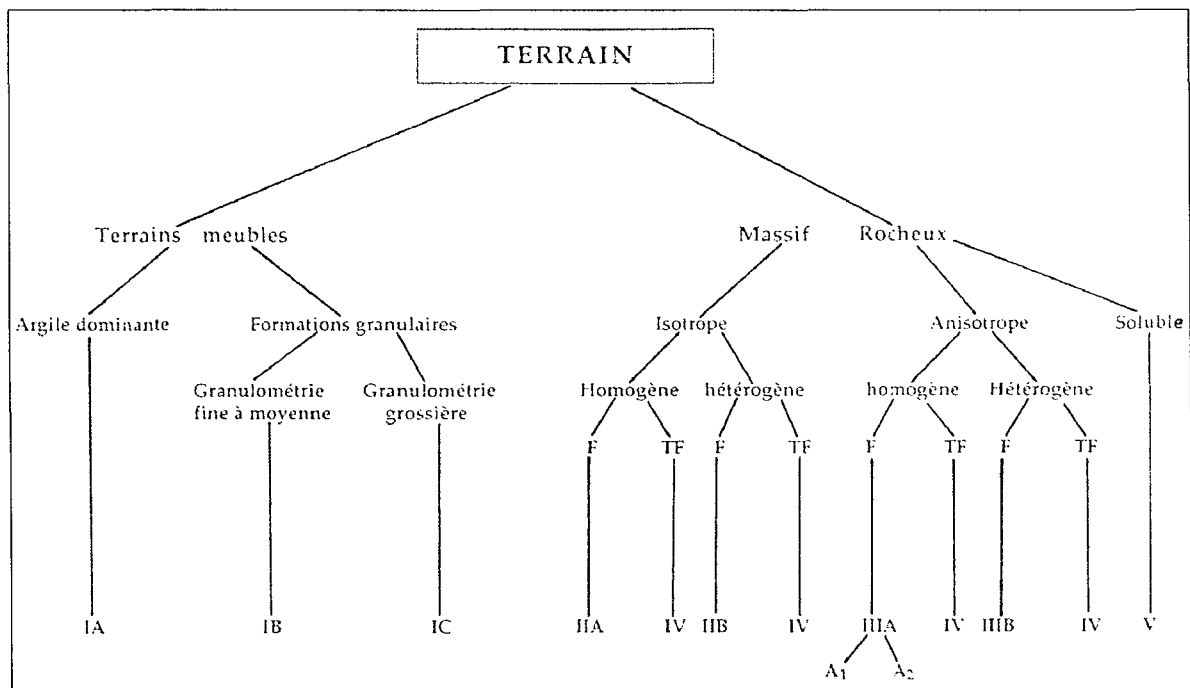 TERRAIN
Terrains meubles
Massif Rocheux
Argile dominante
Formations granulaires
Isotrope
Anisotrope
Soluble
Granulométrie
fine à moyenne
Granulométrie
grossière
Homogène
hétérogène
homogène
Hétérogène
F
TF
F
TF
F
TF
F
TF
IA
IB
IC
IIA
IV
IIB
IV
IIIA
IV
IIIB
IV
V
A1
A2